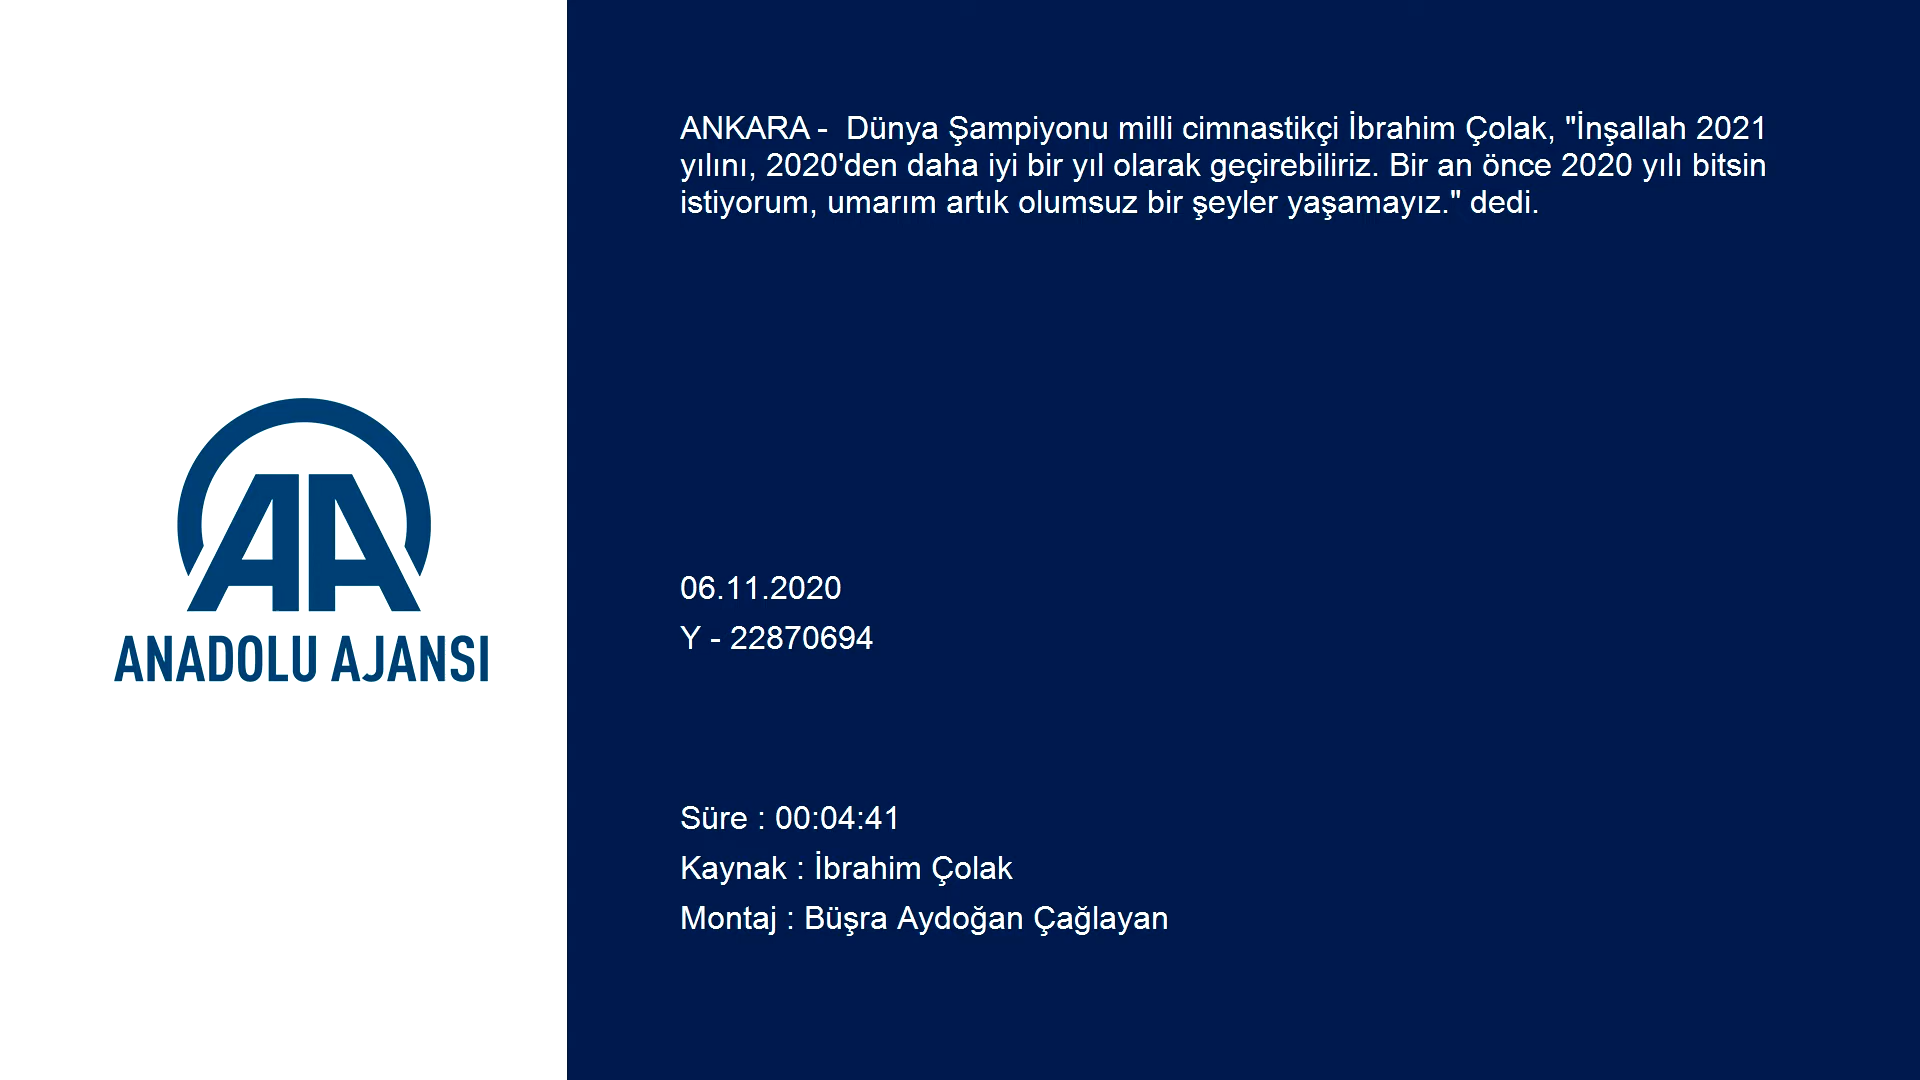 ANKARA -  Dünya Şampiyonu milli cimnastikçi İbrahim Çolak, "İnşallah 2021
yılını, 2020'den daha iyi bir yıl olarak geçirebiliriz. Bir an önce 2020 yılı bitsin
istiyorum, umarım artık olumsuz bir şeyler yaşamayız." dedi.
AA
ANADOLU AJANSI
06.11.2020
Y - 22870694
Süre : 00:04:41
Kaynak : İbrahim Çolak
Montaj : Büşra Aydoğan Çağlayan